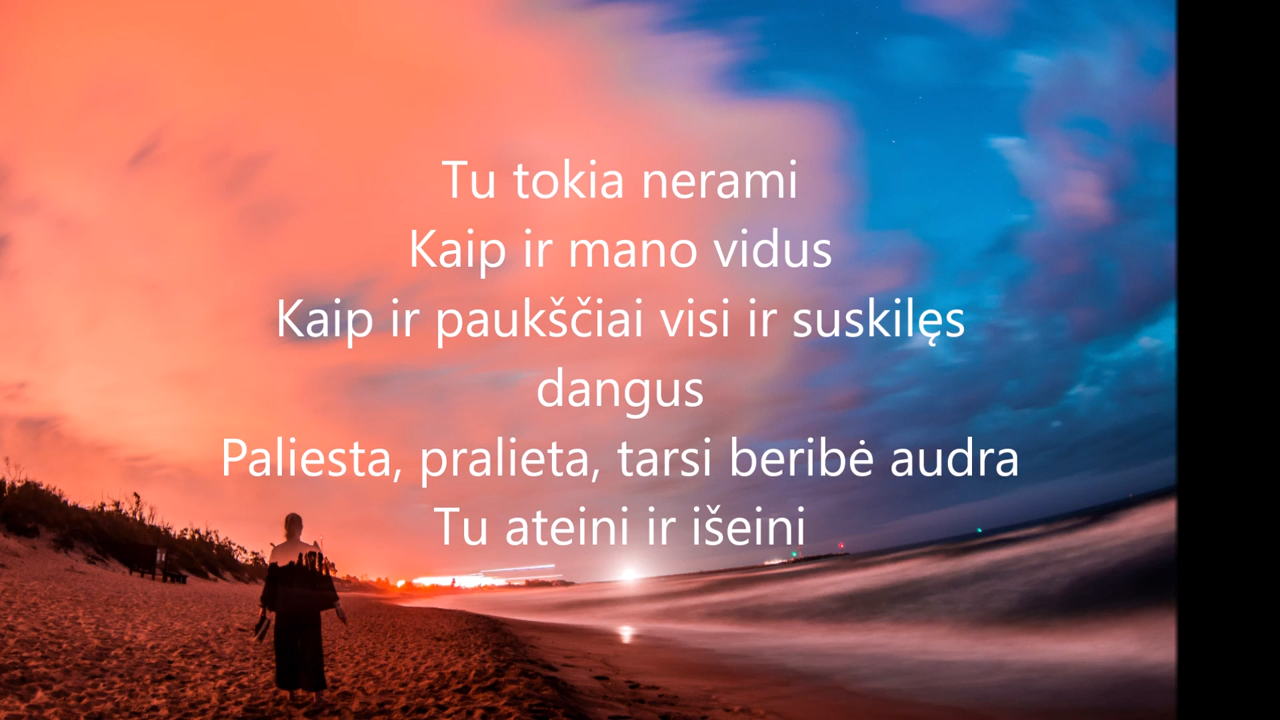 Tu tokia nerami
Kaip ir mano vidus
Kaip ir paukščiai visi ir suskilęs
dangus
Paliesta, pralieta, tarsi beribė audra
Tu ateini ir išeini